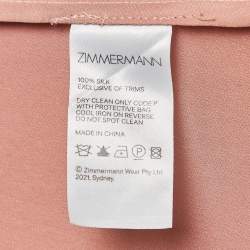 ZIMMERMANN
100% SILK
EXCLUSIVE OF TRIMS
DRY CLEAN ONLY CODE P
WITH PROTECTIVE BAG
COOL IRON ON REVERSE
DO NOT SPOT CLEAN
MADE IN CHINA
© Zimmermann Wear Pty Ltd
2021, Sydney.